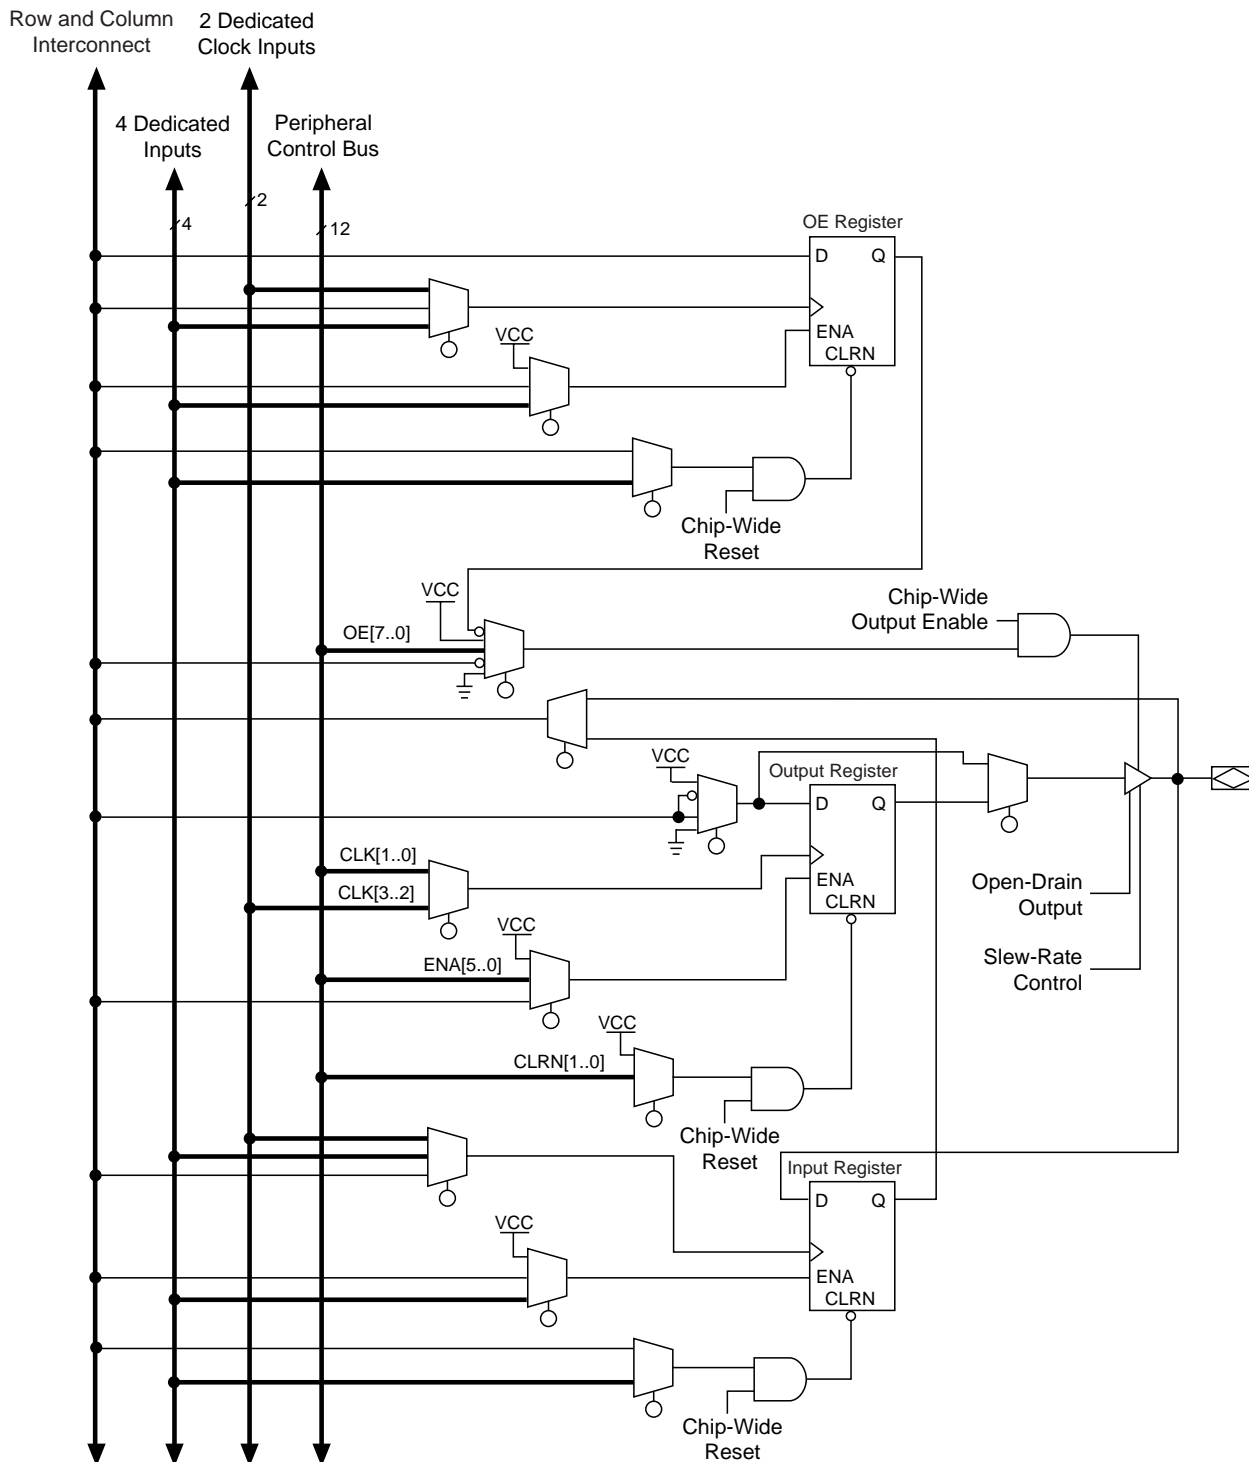 Row and Column
Interconnect
2 Dedicated
Clock Inputs
4 Dedicated
Inputs
Peripheral
Control Bus
2
4
12
OE Register
D
Q
ENA
CLRN
VCC
Chip-Wide
Reset
VCC
OE[7..0]
Chip-Wide
Output Enable
VCC
Output Register
D
Q
ENA
CLRN
CLK[1..0]
CLK[3..2]
Open-Drain
Output
VCC
ENA[5..0]
Slew-Rate
Control
VCC
CLRN[1..0]
Chip-Wide
Reset
Input Register
D
Q
VCC
ENA
CLRN
Chip-Wide
Reset